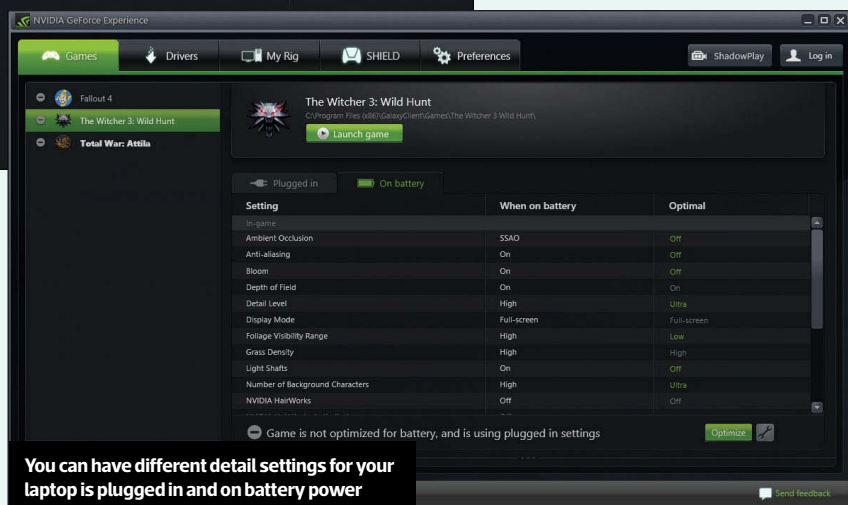 NVIDIA GeForce Experience
Games Drivers My Rig SHIELD Preferences ShadowPlay Log in
Fallout 4
The Witcher 3: Wild Hunt
Total War: Attila
The Witcher 3: Wild Hunt
C:\Program Files (x86)\GalaxyClient\Games\The Witcher 3 Wild Hunt\
Launch game
Plugged in On battery
Setting When on battery Optimal
In-game
Ambient Occlusion SSAO Off
Anti-aliasing On Off
Bloom On Off
Depth of Field On On
Detail Level High Ultra
Display Mode Full-screen Full-screen
Foliage Visibility Range High Low
Grass Density High High
Light Shafts On Off
Number of Background Characters High Ultra
NVIDIA HairWorks Off Off
Game is not optimized for battery, and is using plugged in settings Optimize
You can have different detail settings for your
laptop is plugged in and on battery power
Send feedback